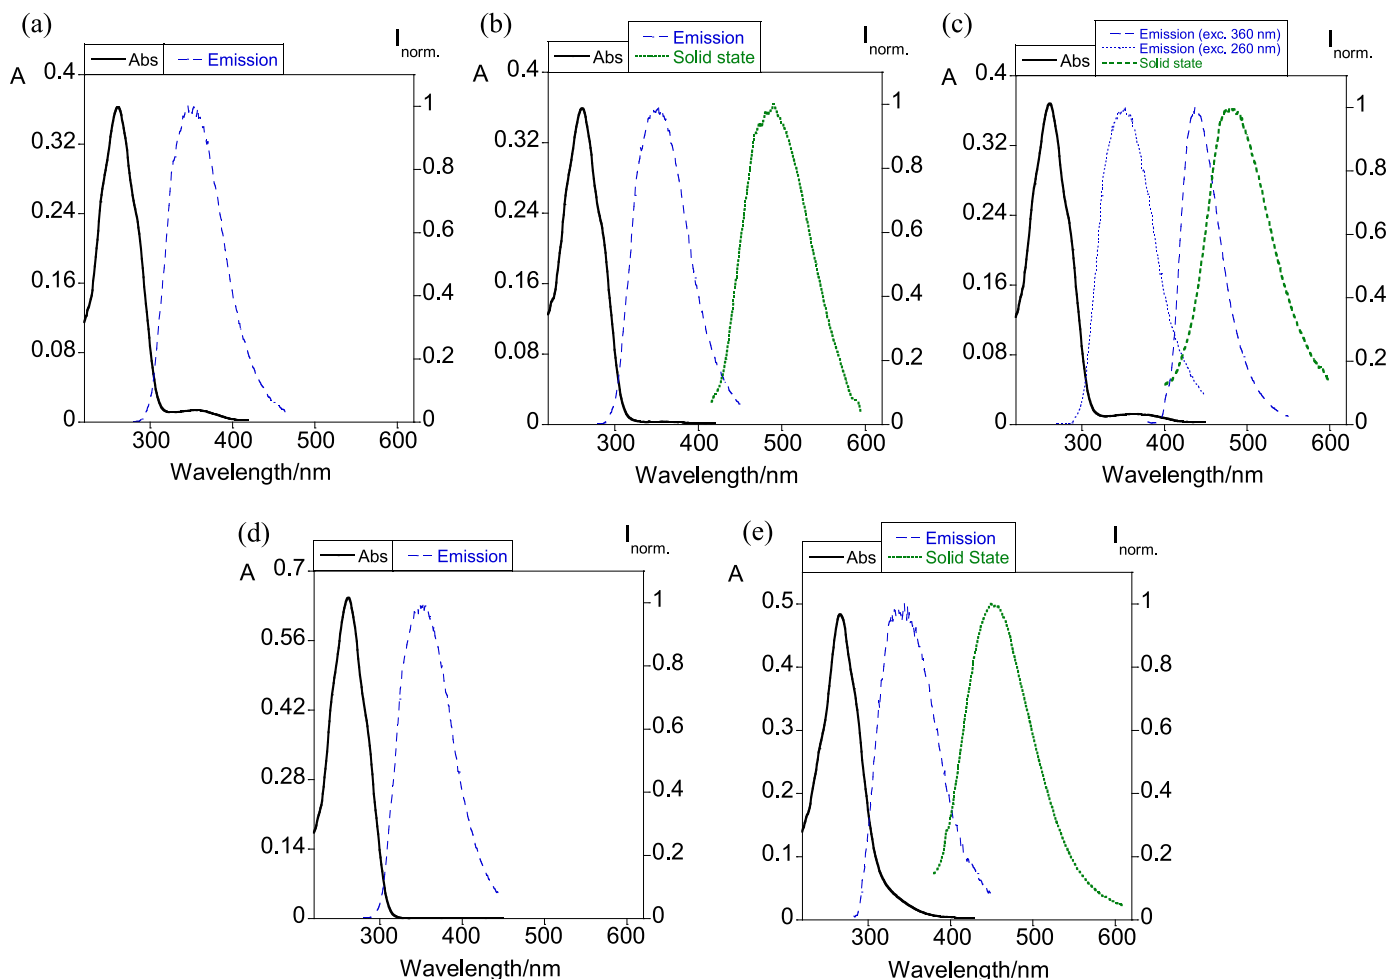 (a)
Abs
Emission
I norm.
A
0.4
0.32
0.24
0.16
0.08
0
1
0.8
0.6
0.4
0.2
0
300 400 500 600
Wavelength/nm
(b)
Abs
Emission
Solid state
I norm.
A
0.4
0.32
0.24
0.16
0.08
0
1
0.8
0.6
0.4
0.2
0
300 400 500 600
Wavelength/nm
(c)
Abs
Emission (exc. 360 nm)
Emission (exc. 260 nm)
Solid state
I norm.
A
0.4
0.32
0.24
0.16
0.08
0
1
0.8
0.6
0.4
0.2
0
300 400 500 600
Wavelength/nm
(d)
Abs
Emission
I norm.
A
0.7
0.56
0.42
0.28
0.14
0
1
0.8
0.6
0.4
0.2
0
300 400 500 600
Wavelength/nm
(e)
Abs
Emission
Solid State
I norm.
A
0.5
0.4
0.3
0.2
0.1
0
1
0.8
0.6
0.4
0.2
0
300 400 500 600
Wavelength/nm